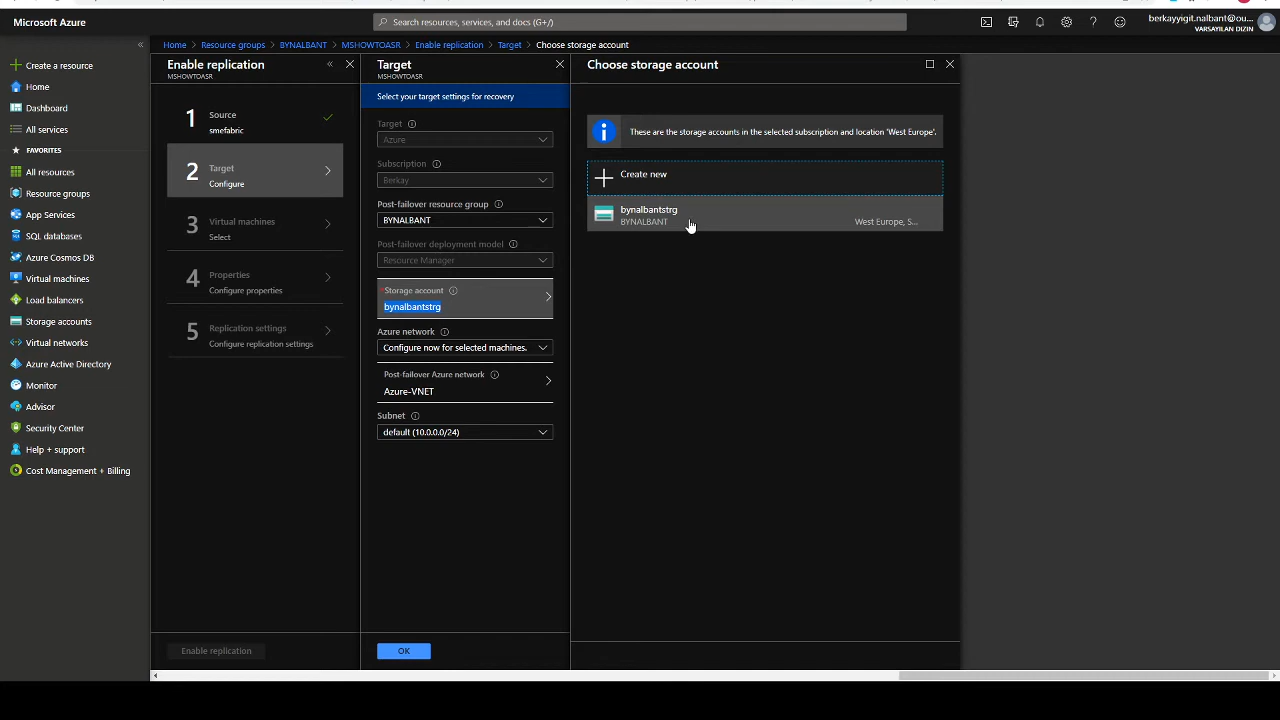 Microsoft Azure
Search resources, services, and docs (G+/)
berkayyigit.nalbant@ou...
VARSAYILAN DIZIN
Home > Resource groups > BYNALBANT > MSHOWTOASR > Enable replication > Target > Choose storage account
Create a resource
Home
Dashboard
All services
FAVORITES
All resources
Resource groups
App Services
SQL databases
Azure Cosmos DB
Virtual machines
Load balancers
Storage accounts
Virtual networks
Azure Active Directory
Monitor
Advisor
Security Center
Help + support
Cost Management + Billing
Enable replication
MSHOWTOASR
1 Source
smefabric
2 Target
Configure
3 Virtual machines
Select
4 Properties
Configure properties
5 Replication settings
Configure replication settings
Enable replication
Target
MSHOWTOASR
Select your target settings for recovery
Target
Azure
Subscription
Berkay
Post-failover resource group
BYNALBANT
Post-failover deployment model
Resource Manager
*Storage account
bynalbantstrg
Azure network
Configure now for selected machines.
Post-failover Azure network
Azure-VNET
Subnet
default (10.0.0.0/24)
OK
Choose storage account
These are the storage accounts in the selected subscription and location 'West Europe'.
Create new
bynalbantstrg
BYNALBANT
West Europe, S...